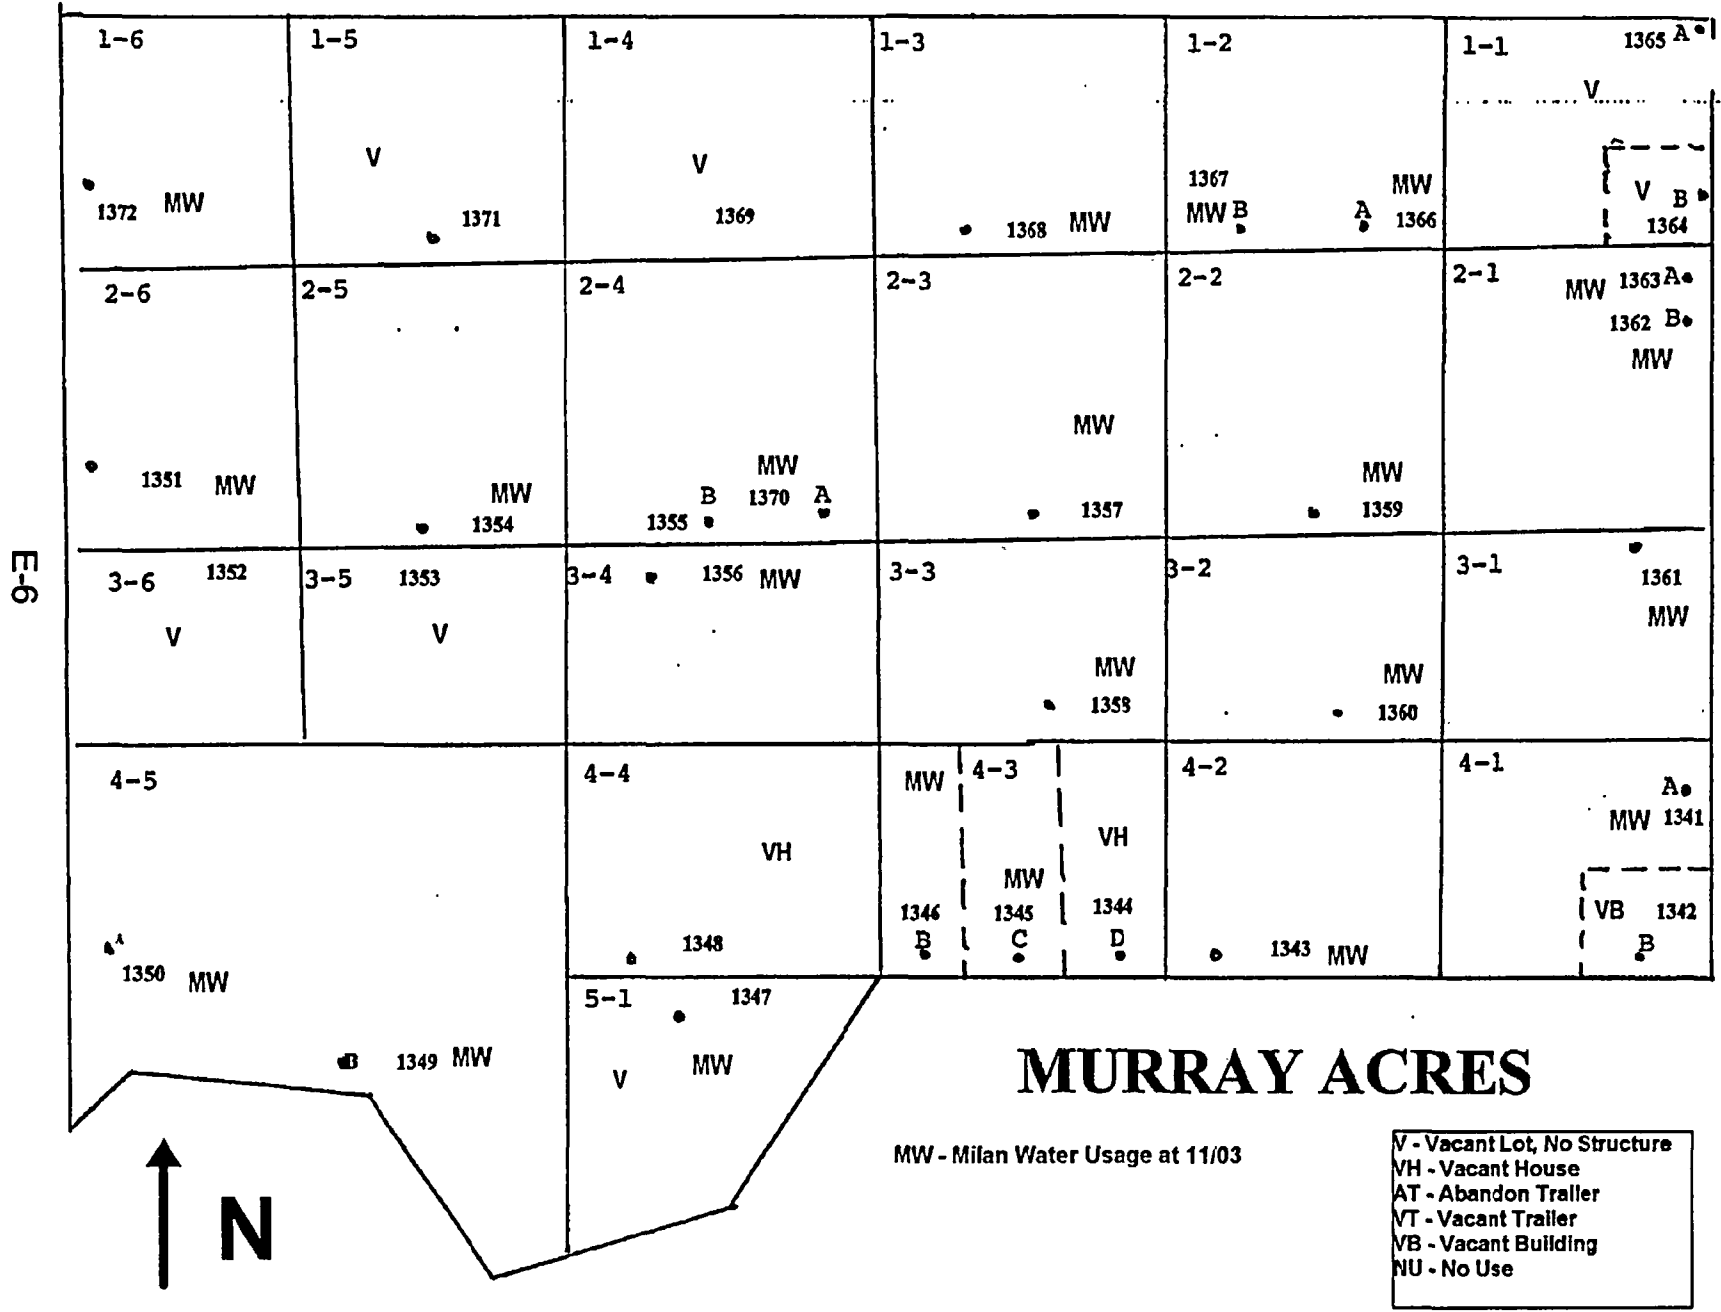 1-6
1-5
1-4
1-3
1-2
1-1
1365 A
V
V
V
1372 MW
1371
1369
1368 MW
1367
MW B
A
MW
1366
V B
1364
2-6
2-5
2-4
2-3
2-2
2-1
MW 1363 A
1362 B
MW
1351 MW
MW
1354
MW
B 1370 A
1355
MW
1357
MW
1359
E-6
3-6 1352
V
3-5 1353
V
3-4 1356 MW
3-3
MW
1358
3-2
MW
1360
3-1
1361
MW
4-5
A
1350 MW
B 1349 MW
4-4
VH
1348
MW
1346
B
4-3
MW
1345
C
VH
1344
D
4-2
1343 MW
4-1
A
MW 1341
VB 1342
B
5-1 1347
V MW
MURRAY ACRES
MW - Milan Water Usage at 11/03
V - Vacant Lot, No Structure
VH - Vacant House
AT - Abandon Trailer
VT - Vacant Trailer
VB - Vacant Building
NU - No Use
N